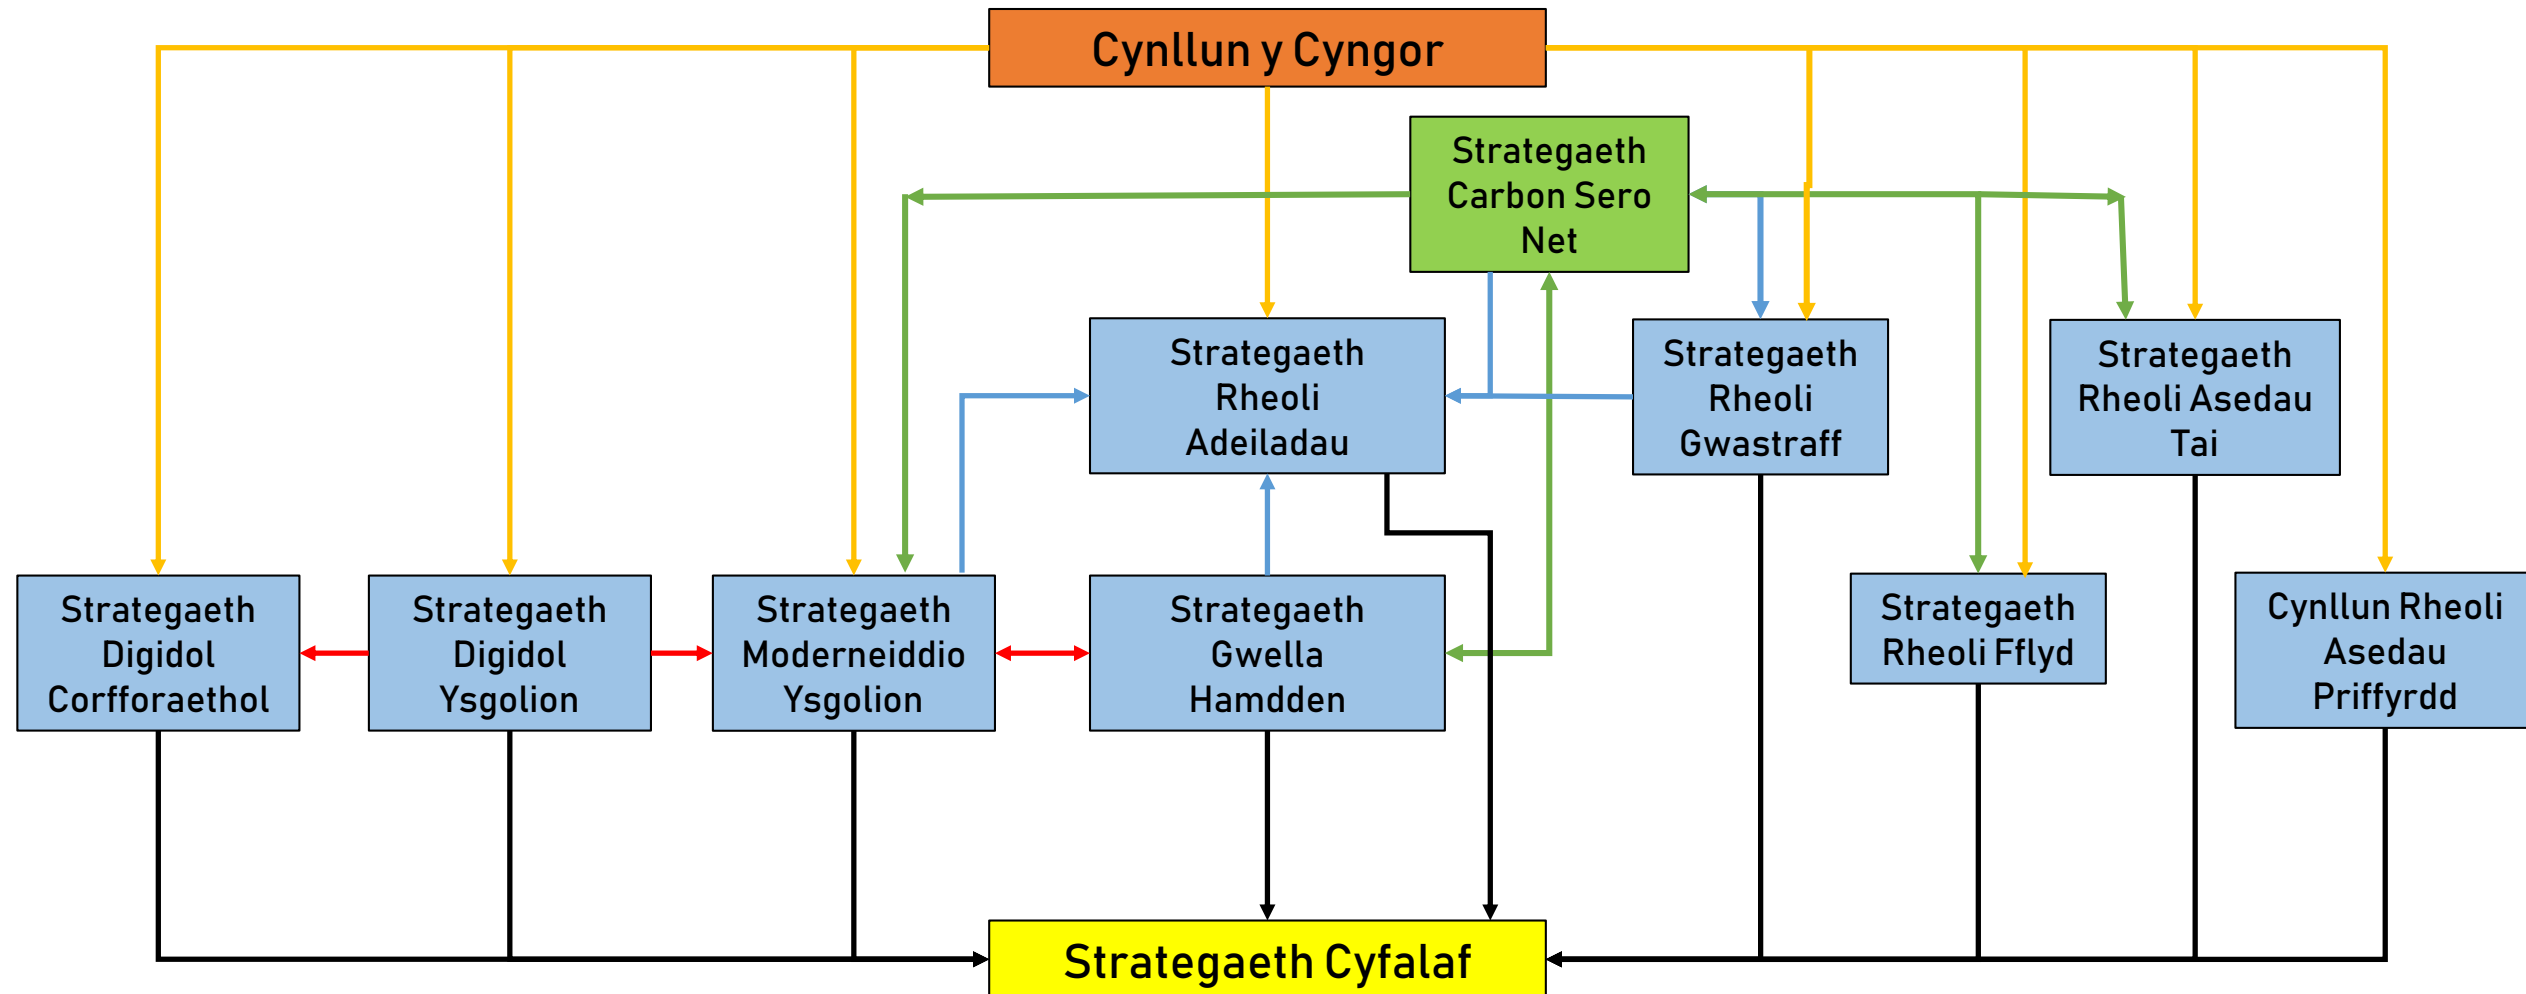 Cynllun y Cyngor
Strategaeth
Carbon Sero
Net
Strategaeth
Rheoli
Adeiladau
Strategaeth
Rheoli
Gwastraff
Strategaeth
Rheoli Asedau
Tai
Strategaeth
Digidol
Corfforaethol
Strategaeth
Digidol
Ysgolion
Strategaeth
Moderneiddio
Ysgolion
Strategaeth
Gwella
Hamdden
Strategaeth
Rheoli Fflyd
Cynllun Rheoli
Asedau
Priffyrdd
Strategaeth Cyfalaf